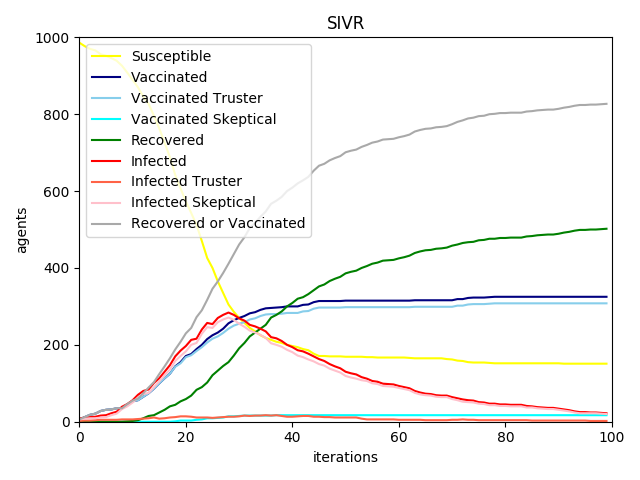 SIVR
1000
800
600
400
200
0
agents
Susceptible
Vaccinated
Vaccinated Truster
Vaccinated Skeptical
Recovered
Infected
Infected Truster
Infected Skeptical
Recovered or Vaccinated
0 20 40 60 80 100
iterations